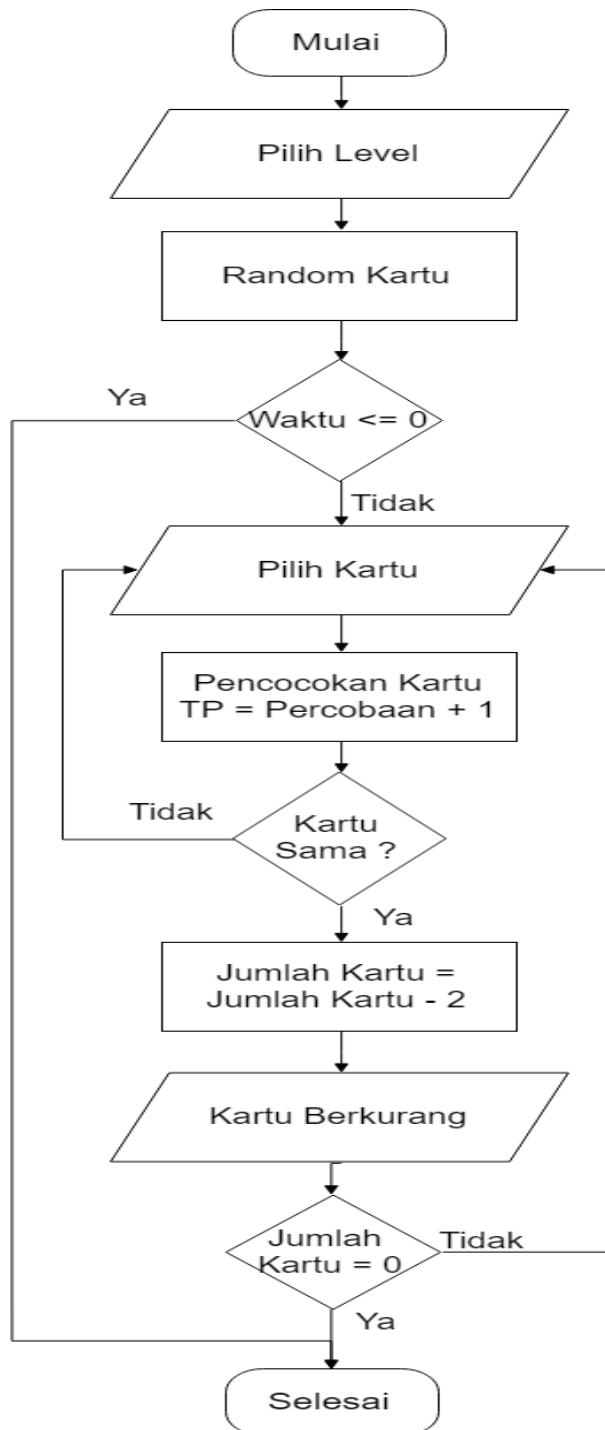 Mulai
Pilih Level
Random Kartu
Ya
Waktu <= 0
Tidak
Pilih Kartu
Pencocokan Kartu
TP = Percobaan + 1
Tidak
Kartu
Sama ?
Ya
Jumlah Kartu =
Jumlah Kartu - 2
Kartu Berkurang
Jumlah
Kartu = 0
Tidak
Ya
Selesai